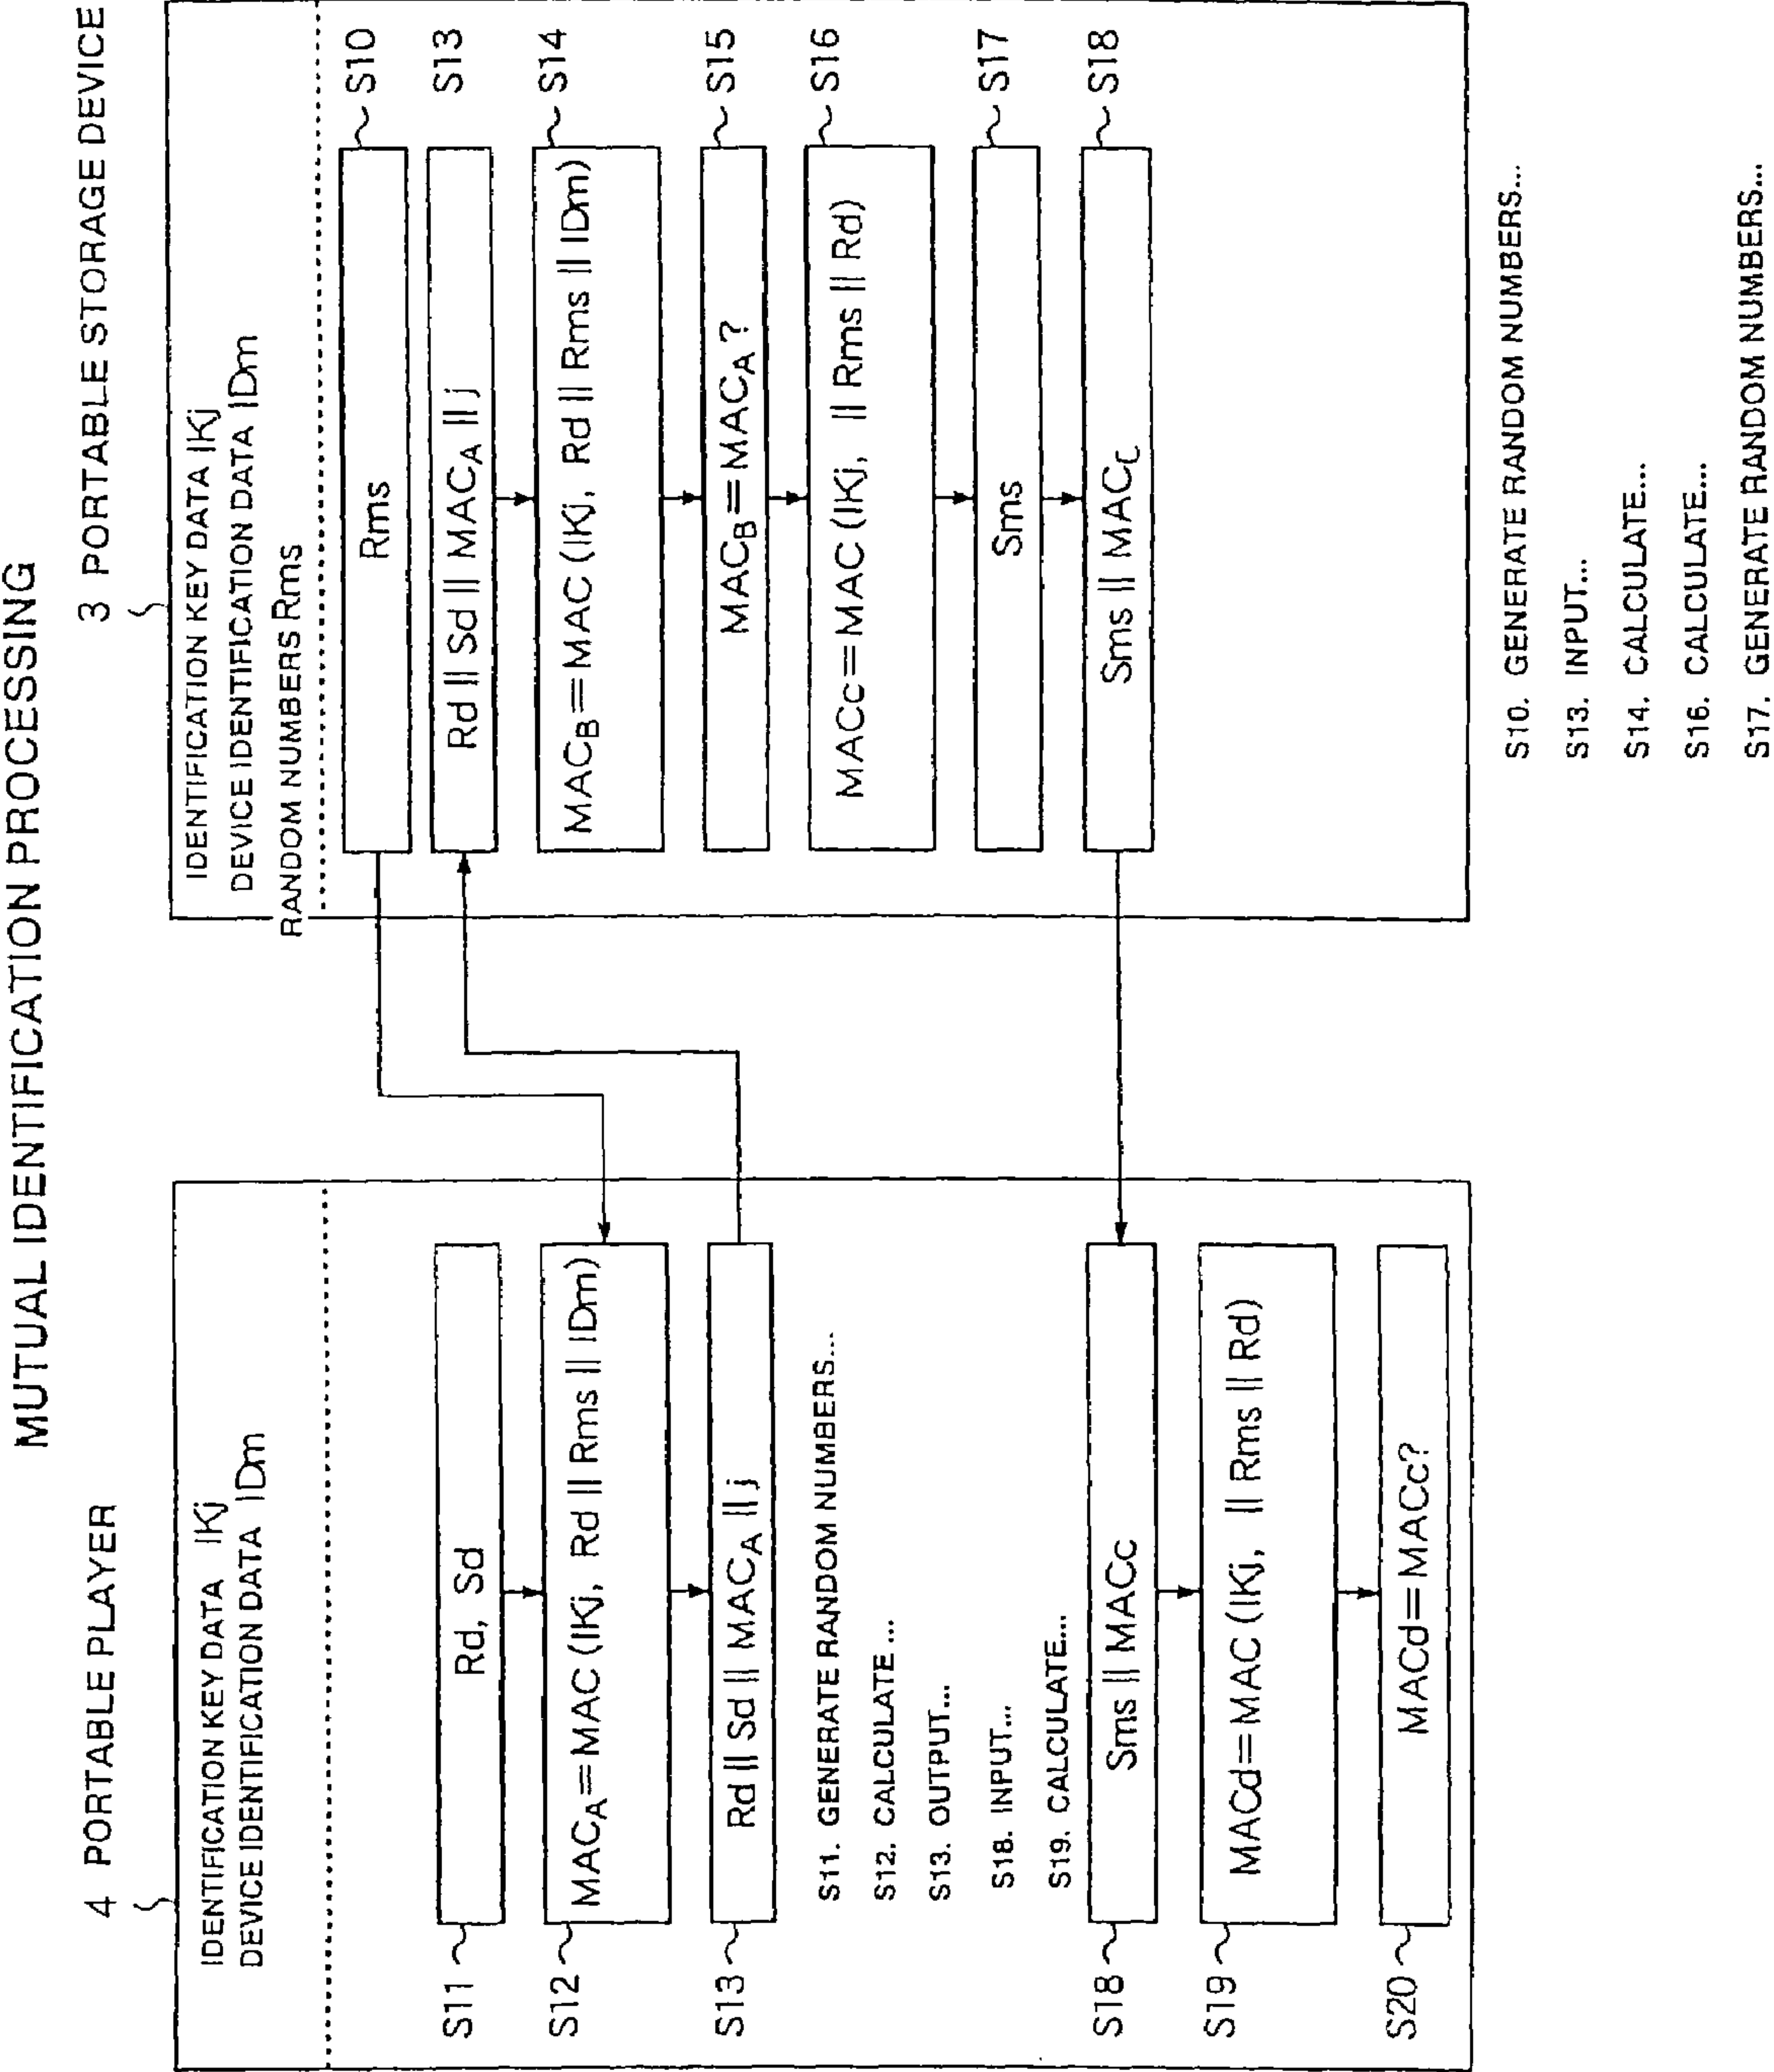 MUTUAL IDENTIFICATION PROCESSING
4 PORTABLE PLAYER
IDENTIFICATION KEY DATA IKj
DEVICE IDENTIFICATION DATA IDm
S11
Rd, Sd
S12
MACA=MAC (IKj, Rd || Rms || IDm)
S13
Rd || Sd || MACA || j
S11. GENERATE RANDOM NUMBERS...
S12. CALCULATE...
S13. OUTPUT...
S18. INPUT...
S19. CALCULATE...
S18
Sms || MACc
S19
MACd=MAC (IKj, || Rms || Rd)
S20
MACd=MACc?
3 PORTABLE STORAGE DEVICE
IDENTIFICATION KEY DATA IKj
DEVICE IDENTIFICATION DATA IDm
RANDOM NUMBERS Rms
Rms
S10
Rd || Sd || MACA || j
S13
MACB=MAC (IKj, Rd || Rms || IDm)
S14
MACB=MACA ?
S15
MACc=MAC (IKj, || Rms || Rd)
S16
Sms
S17
Sms || MACC
S18
S10. GENERATE RANDOM NUMBERS...
S13. INPUT...
S14. CALCULATE...
S16. CALCULATE...
S17. GENERATE RANDOM NUMBERS...